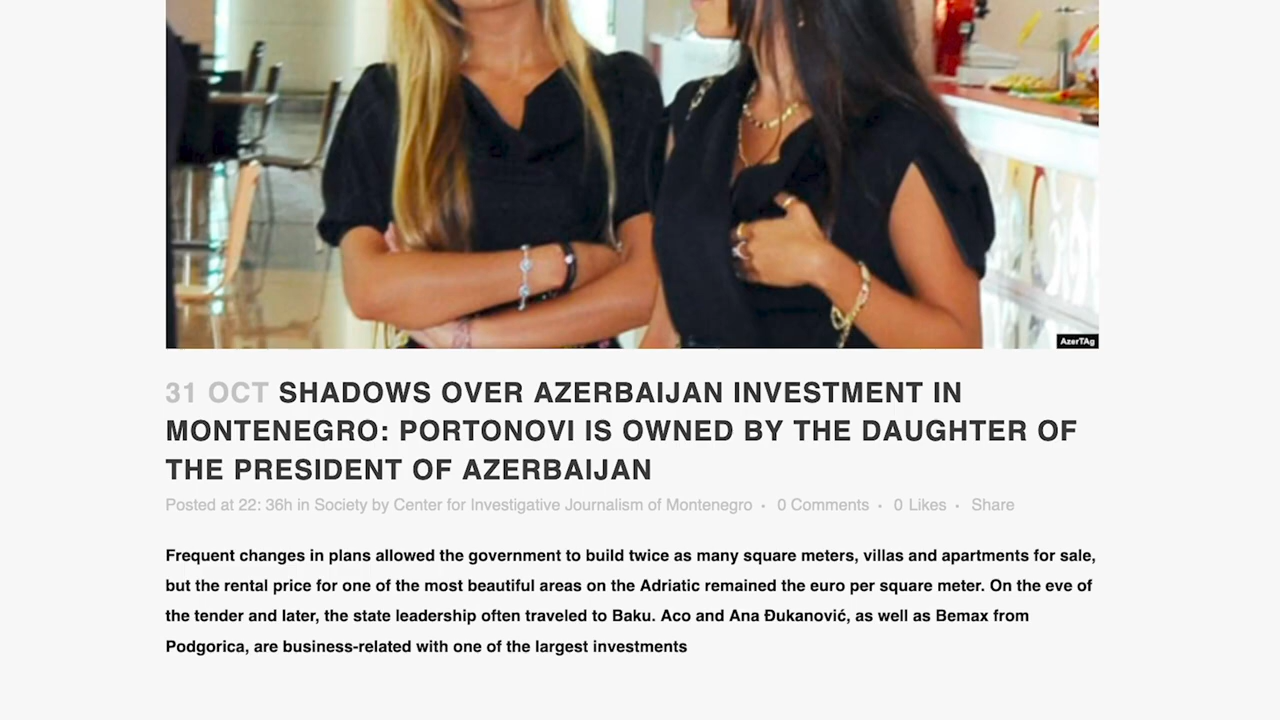 AzerTAg
31 OCT SHADOWS OVER AZERBAIJAN INVESTMENT IN
MONTENEGRO: PORTONOVI IS OWNED BY THE DAUGHTER OF
THE PRESIDENT OF AZERBAIJAN
Posted at 22: 36h in Society by Center for Investigative Journalism of Montenegro • 0 Comments • 0 Likes • Share
Frequent changes in plans allowed the government to build twice as many square meters, villas and apartments for sale,
but the rental price for one of the most beautiful areas on the Adriatic remained the euro per square meter. On the eve of
the tender and later, the state leadership often traveled to Baku. Aco and Ana Đukanović, as well as Bemax from
Podgorica, are business-related with one of the largest investments